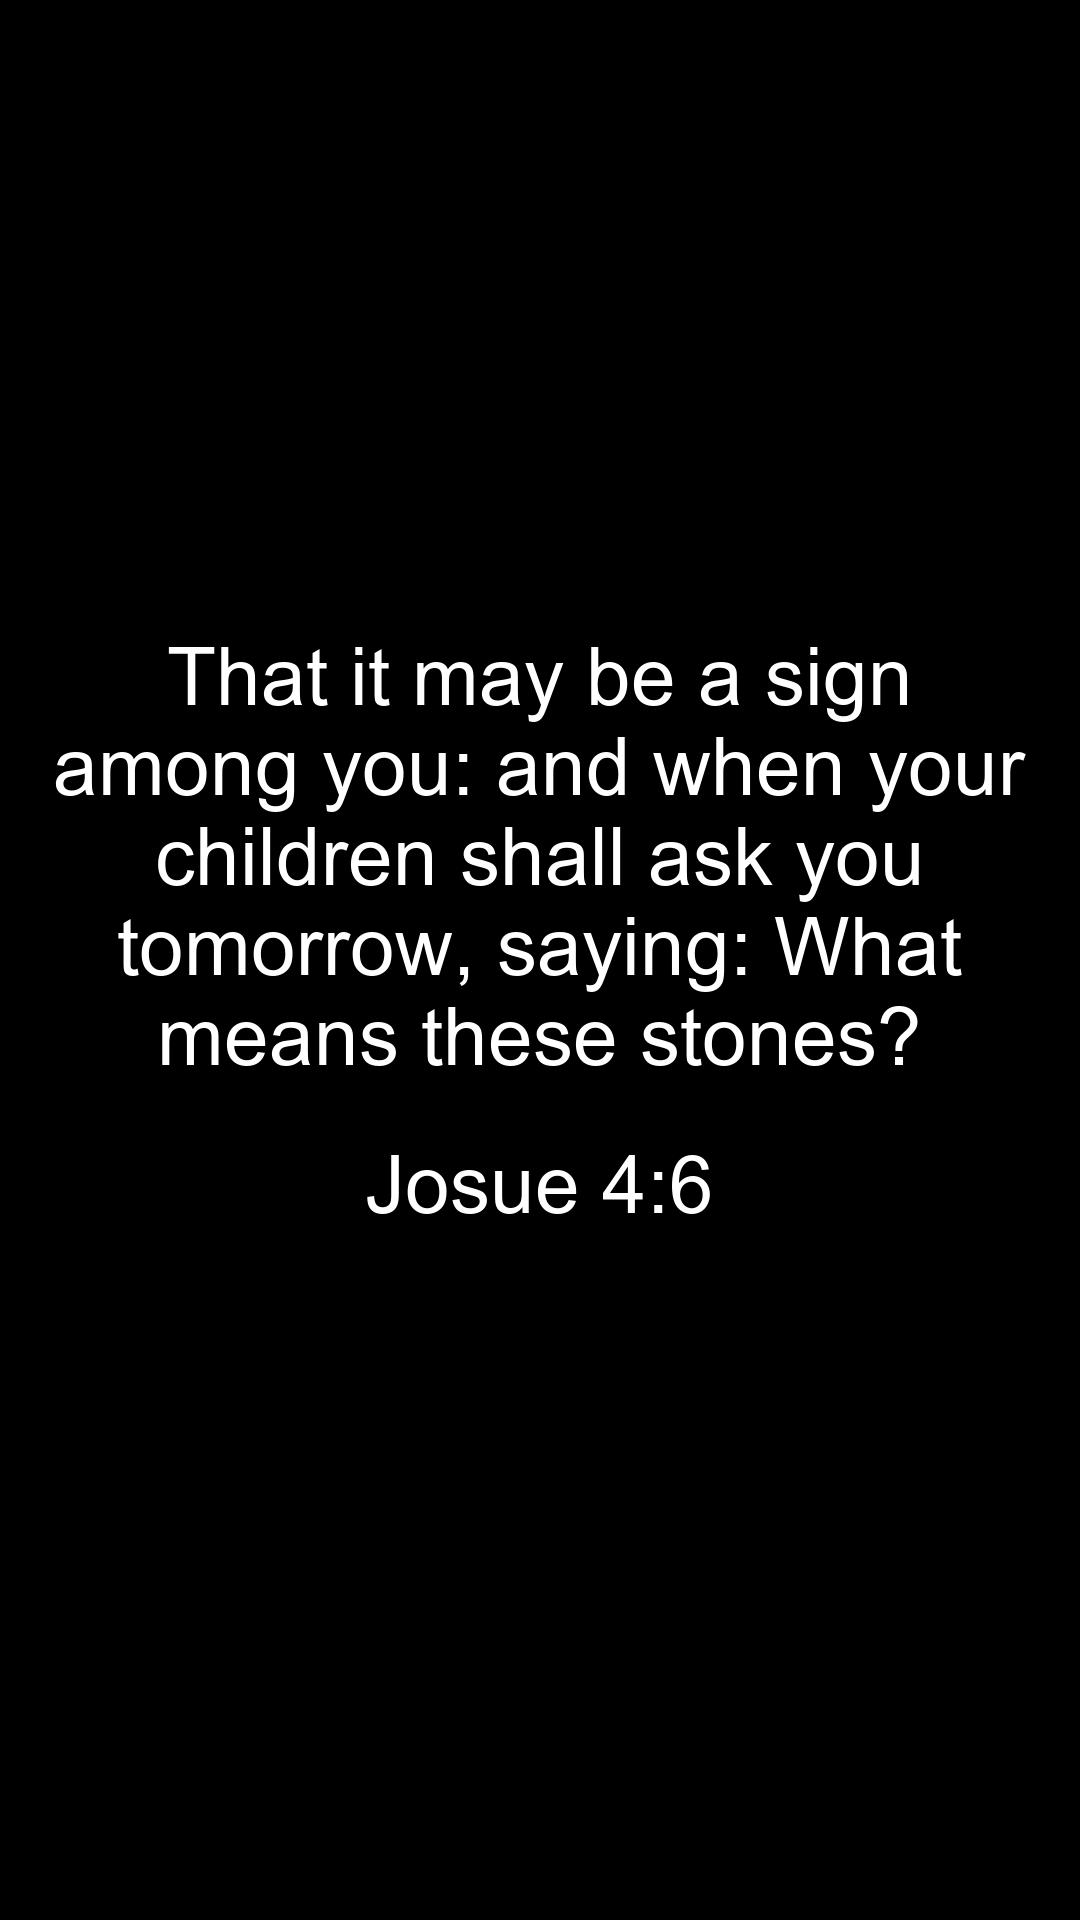 That it may be a sign
among you: and when your
children shall ask you
tomorrow, saying: What
means these stones?
Josue 4:6